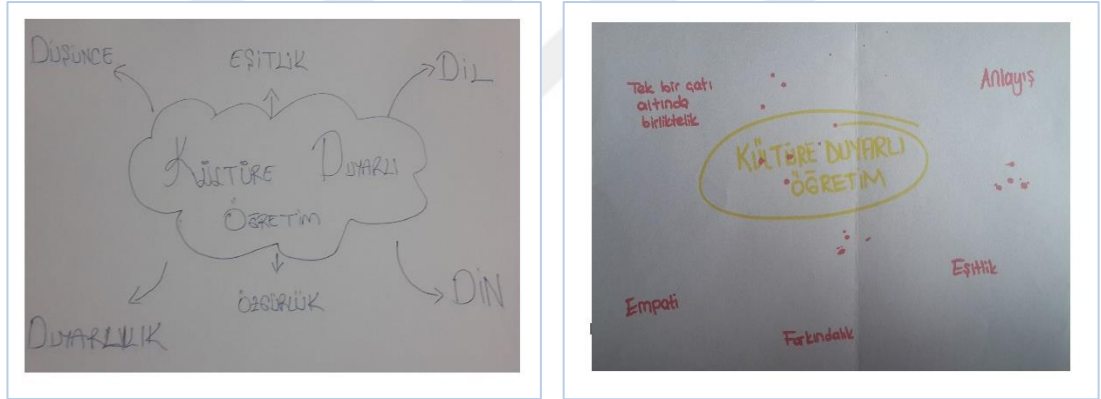 DÜŞÜNCE
EŞİTLİK
DİL
KÜLTÜRE DUYARLI
ÖĞRETİM
DUYARLILIK
ÖZGÜRLÜK
DİN
Tek bir çatı
altında
birliktelik
Anlayış
KÜLTÜRE DUYARLI
ÖĞRETİM
Empati
Farkındalık
Eşitlik